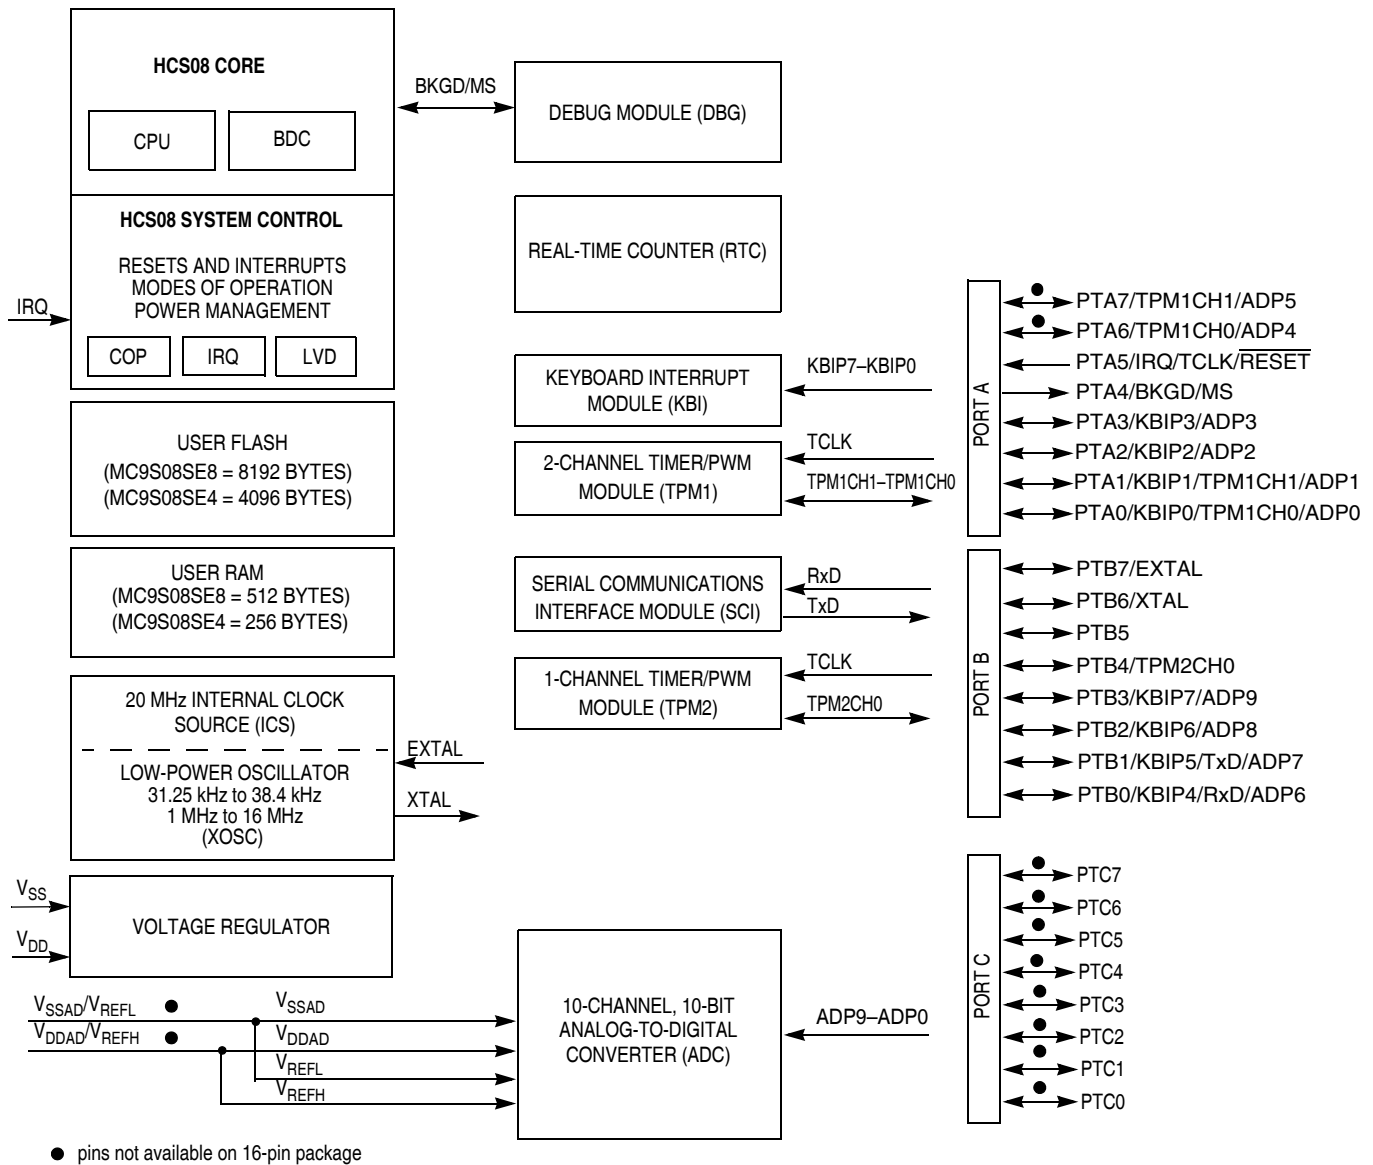 HCS08 CORE
CPU
BDC
HCS08 SYSTEM CONTROL
RESETS AND INTERRUPTS
MODES OF OPERATION
POWER MANAGEMENT
COP
IRQ
LVD
IRQ
USER FLASH
(MC9S08SE8 = 8192 BYTES)
(MC9S08SE4 = 4096 BYTES)
USER RAM
(MC9S08SE8 = 512 BYTES)
(MC9S08SE4 = 256 BYTES)
20 MHz INTERNAL CLOCK
SOURCE (ICS)
LOW-POWER OSCILLATOR
31.25 kHz to 38.4 kHz
1 MHz to 16 MHz
(XOSC)
EXTAL
XTAL
VSS
VDD
VOLTAGE REGULATOR
VSSAD/VREFL
VDDAD/VREFH
VSSAD
VDDAD
VREFL
VREFH
BKGD/MS
DEBUG MODULE (DBG)
REAL-TIME COUNTER (RTC)
KEYBOARD INTERRUPT
MODULE (KBI)
KBIP7–KBIP0
2-CHANNEL TIMER/PWM
MODULE (TPM1)
TCLK
TPM1CH1–TPM1CH0
SERIAL COMMUNICATIONS
INTERFACE MODULE (SCI)
RxD
TxD
1-CHANNEL TIMER/PWM
MODULE (TPM2)
TCLK
TPM2CH0
10-CHANNEL, 10-BIT
ANALOG-TO-DIGITAL
CONVERTER (ADC)
ADP9–ADP0
PORT A
PTA7/TPM1CH1/ADP5
PTA6/TPM1CH0/ADP4
PTA5/IRQ/TCLK/RESET
PTA4/BKGD/MS
PTA3/KBIP3/ADP3
PTA2/KBIP2/ADP2
PTA1/KBIP1/TPM1CH1/ADP1
PTA0/KBIP0/TPM1CH0/ADP0
PORT B
PTB7/EXTAL
PTB6/XTAL
PTB5
PTB4/TPM2CH0
PTB3/KBIP7/ADP9
PTB2/KBIP6/ADP8
PTB1/KBIP5/TxD/ADP7
PTB0/KBIP4/RxD/ADP6
PORT C
PTC7
PTC6
PTC5
PTC4
PTC3
PTC2
PTC1
PTC0
● pins not available on 16-pin package